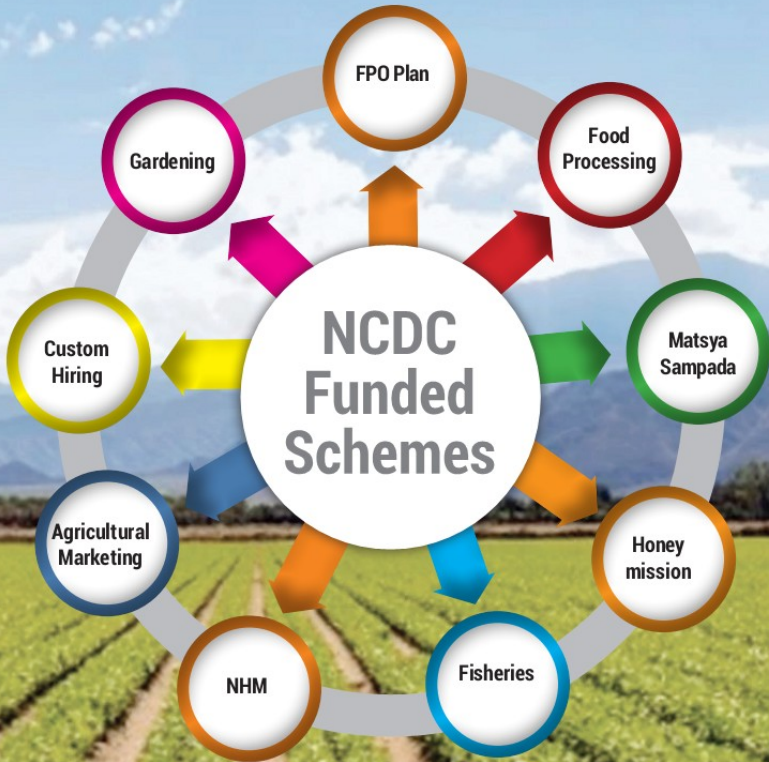 FPO Plan
Food
Processing
Matsya
Sampada
Honey
mission
Fisheries
NHM
Agricultural
Marketing
Custom
Hiring
Gardening
NCDC
Funded
Schemes